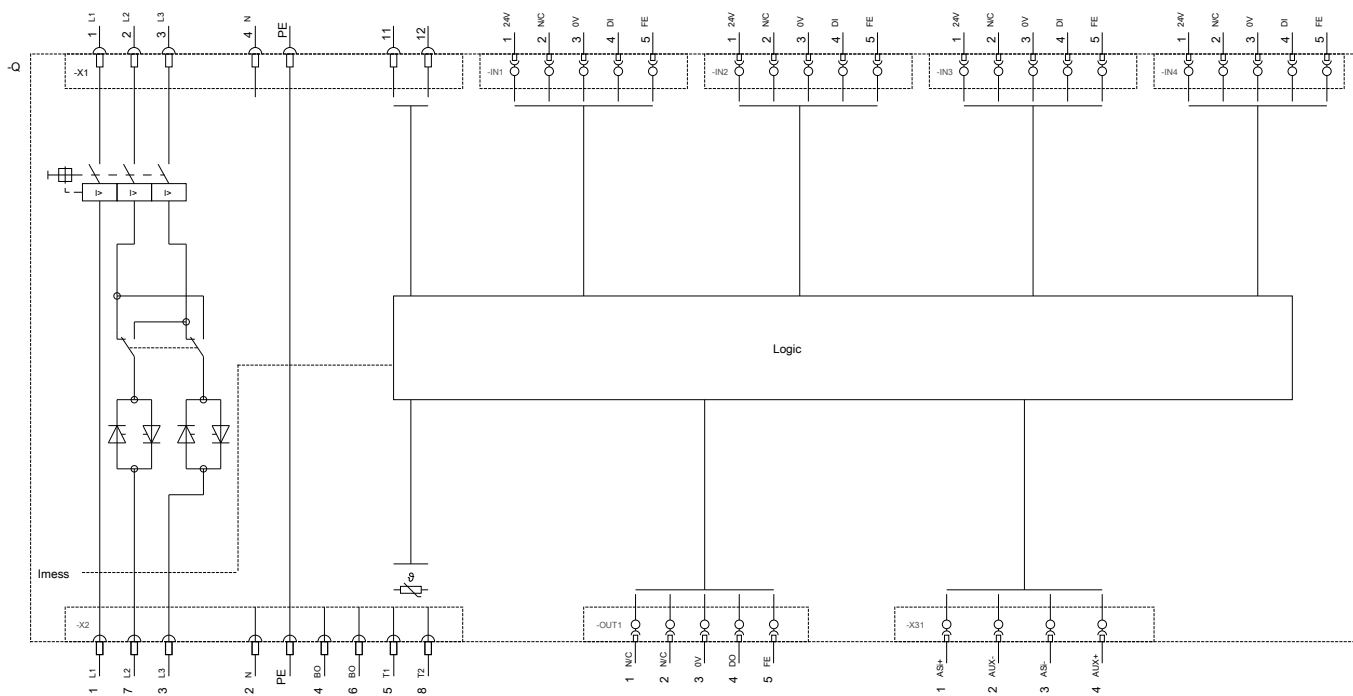 1 L1
2 L2
3 L3
4 N
PE
11
12
1 24V
2 N/C
3 0V
4 DI
5 FE
1 24V
2 N/C
3 0V
4 DI
5 FE
1 24V
2 N/C
3 0V
4 DI
5 FE
1 24V
2 N/C
3 0V
4 DI
5 FE
-Q
-X1
-IN1
-IN2
-IN3
-IN4
I>
I>
I>
Logic
Imess
ϑ
-X2
-OUT1
-X31
1 L1
7 L2
3 L3
2 N
PE
4 BO
6 BO
5 T1
8 T2
1 N/C
2 N/C
3 0V
4 DO
5 FE
1 ASi+
2 AUX-
3 ASi-
4 AUX+